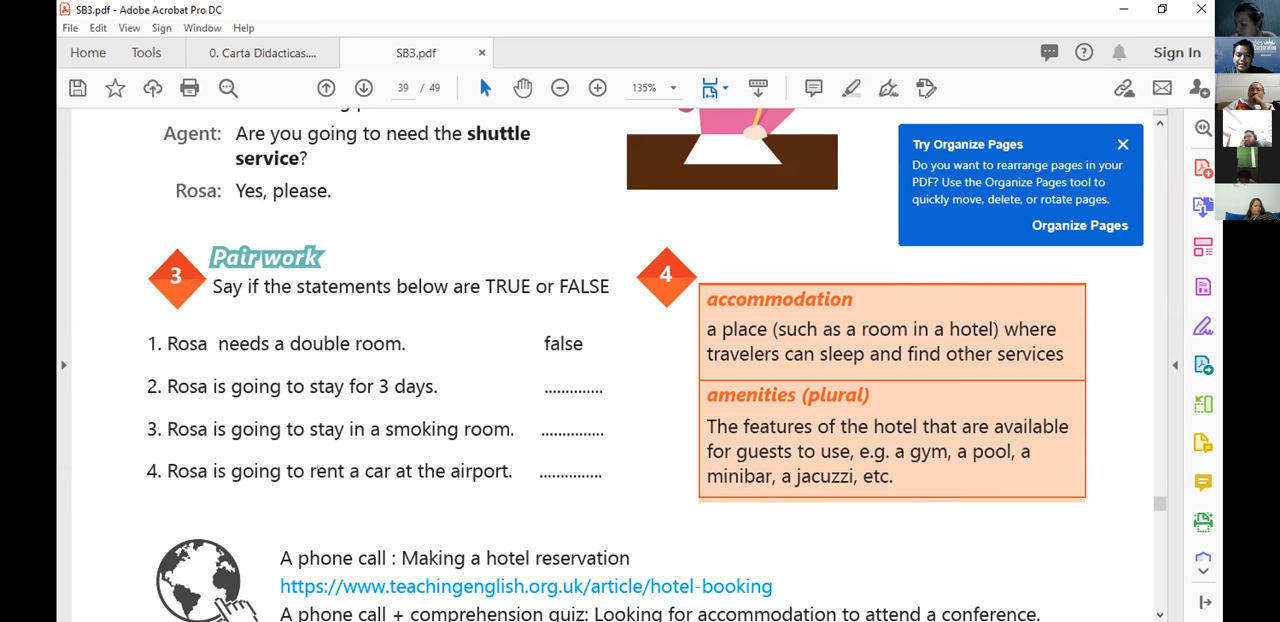 SB3.pdf - Adobe Acrobat Pro DC
File Edit View Sign Window Help
Home Tools 0. Carta Didacticas.... SB3.pdf × Sign In
39 / 49 135%
Agent: Are you going to need the shuttle
service?
Rosa: Yes, please.
Try Organize Pages
Do you want to rearrange pages in your
PDF? Use the Organize Pages tool to
quickly move, delete, or rotate pages.
Organize Pages
3 Pair work
Say if the statements below are TRUE or FALSE
1. Rosa needs a double room. false
2. Rosa is going to stay for 3 days. .............
3. Rosa is going to stay in a smoking room. ..............
4. Rosa is going to rent a car at the airport. ..............
4
accommodation
a place (such as a room in a hotel) where
travelers can sleep and find other services
amenities (plural)
The features of the hotel that are available
for guests to use, e.g. a gym, a pool, a
minibar, a jacuzzi, etc.
A phone call : Making a hotel reservation
https://www.teachingenglish.org.uk/article/hotel-booking
A phone call + comprehension quiz: Looking for accommodation to attend a conference.